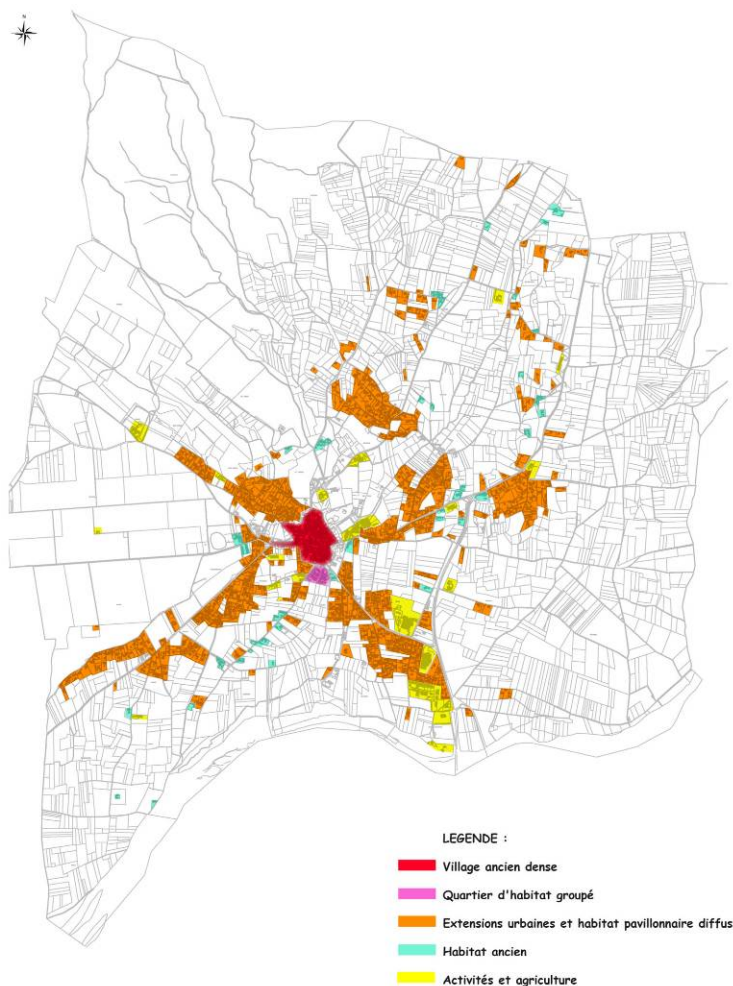 N
LEGENDE :
Village ancien dense
Quartier d'habitat groupé
Extensions urbaines et habitat pavillonnaire diffus
Habitat ancien
Activités et agriculture